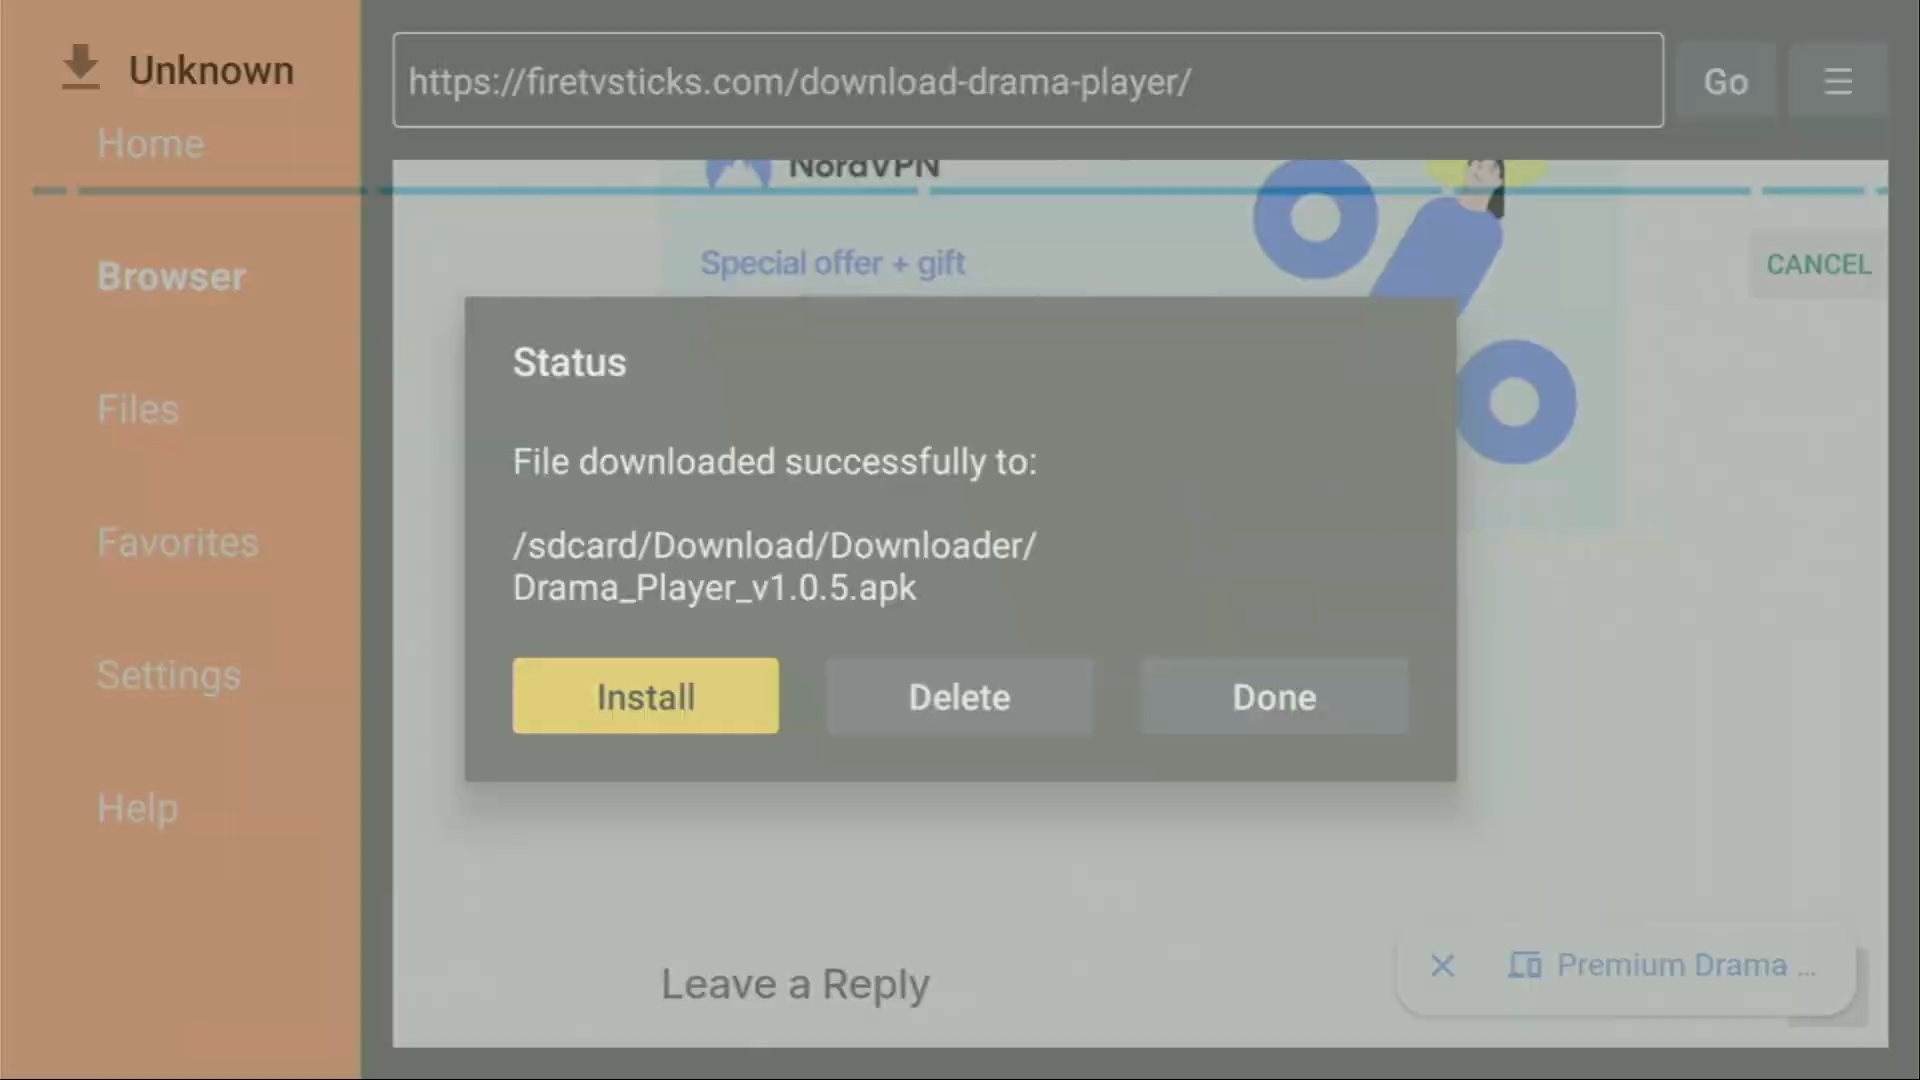 Unknown
Home
Browser
Files
Favorites
Settings
Help
https://firetvsticks.com/download-drama-player/
Go
NordVPN
Special offer + gift
CANCEL
Status
File downloaded successfully to:
/sdcard/Download/Downloader/
Drama_Player_v1.0.5.apk
Install
Delete
Done
Leave a Reply
Premium Drama ...